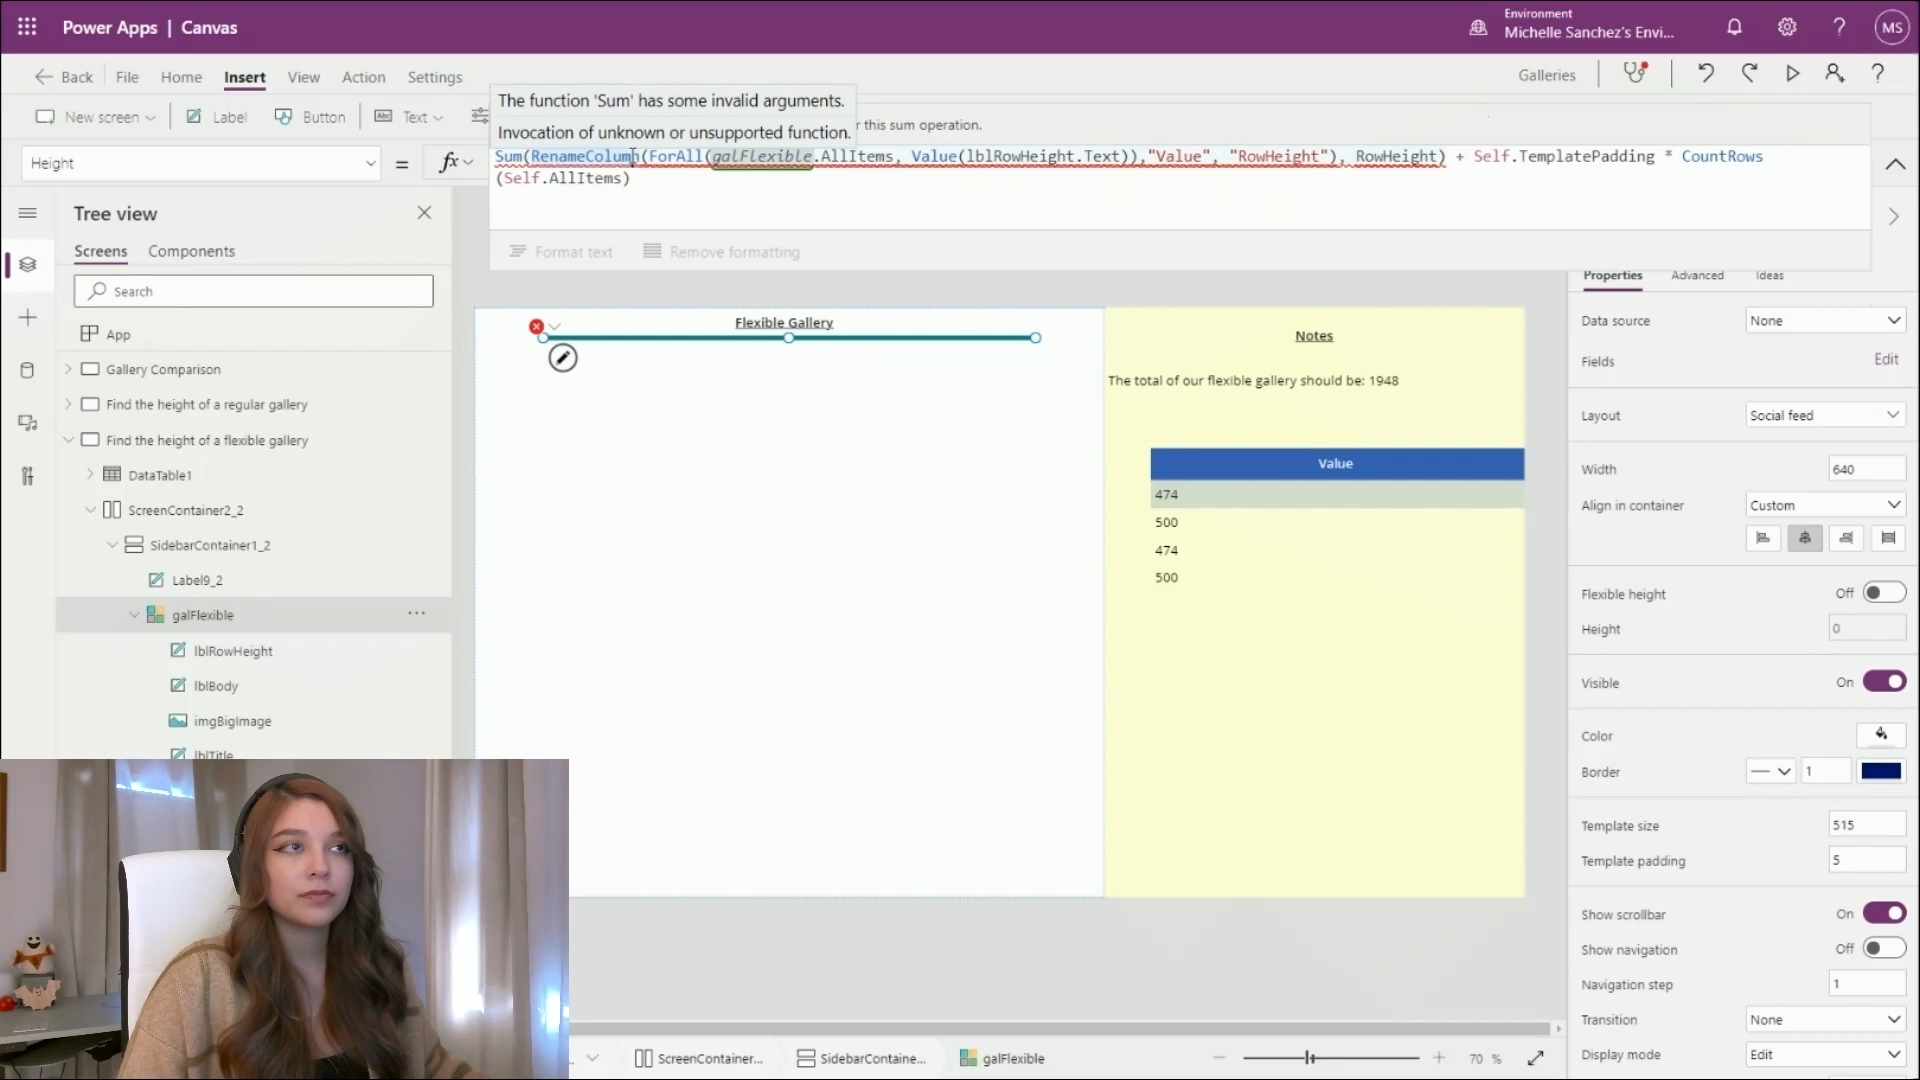 Power Apps | Canvas
Environment
Michelle Sanchez's Envi...
MS
Back File Home Insert View Action Settings
Galleries
New screen
Label
Button
Text
The function 'Sum' has some invalid arguments.
Invocation of unknown or unsupported function.
r this sum operation.
Height
=
fx
Sum(RenameColumn(ForAll(galFlexible.AllItems, Value(lblRowHeight.Text)),"Value", "RowHeight"), RowHeight) + Self.TemplatePadding * CountRows
(Self.AllItems)
Format text
Remove formatting
Tree view
Screens Components
Search
App
Gallery Comparison
Find the height of a regular gallery
Find the height of a flexible gallery
DataTable1
ScreenContainer2_2
SidebarContainer1_2
Label9_2
galFlexible
lblRowHeight
lblBody
imgBigImage
lblTitle
Flexible Gallery
Notes
The total of our flexible gallery should be: 1948
Value
474
500
474
500
Properties Advanced Ideas
Data source None
Fields Edit
Layout Social feed
Width 640
Align in container Custom
Flexible height Off
Height 0
Visible On
Color
Border 1
Template size 515
Template padding 5
Show scrollbar On
Show navigation Off
Navigation step 1
Transition None
Display mode Edit
ScreenContainer...
SidebarContaine...
galFlexible
70 %